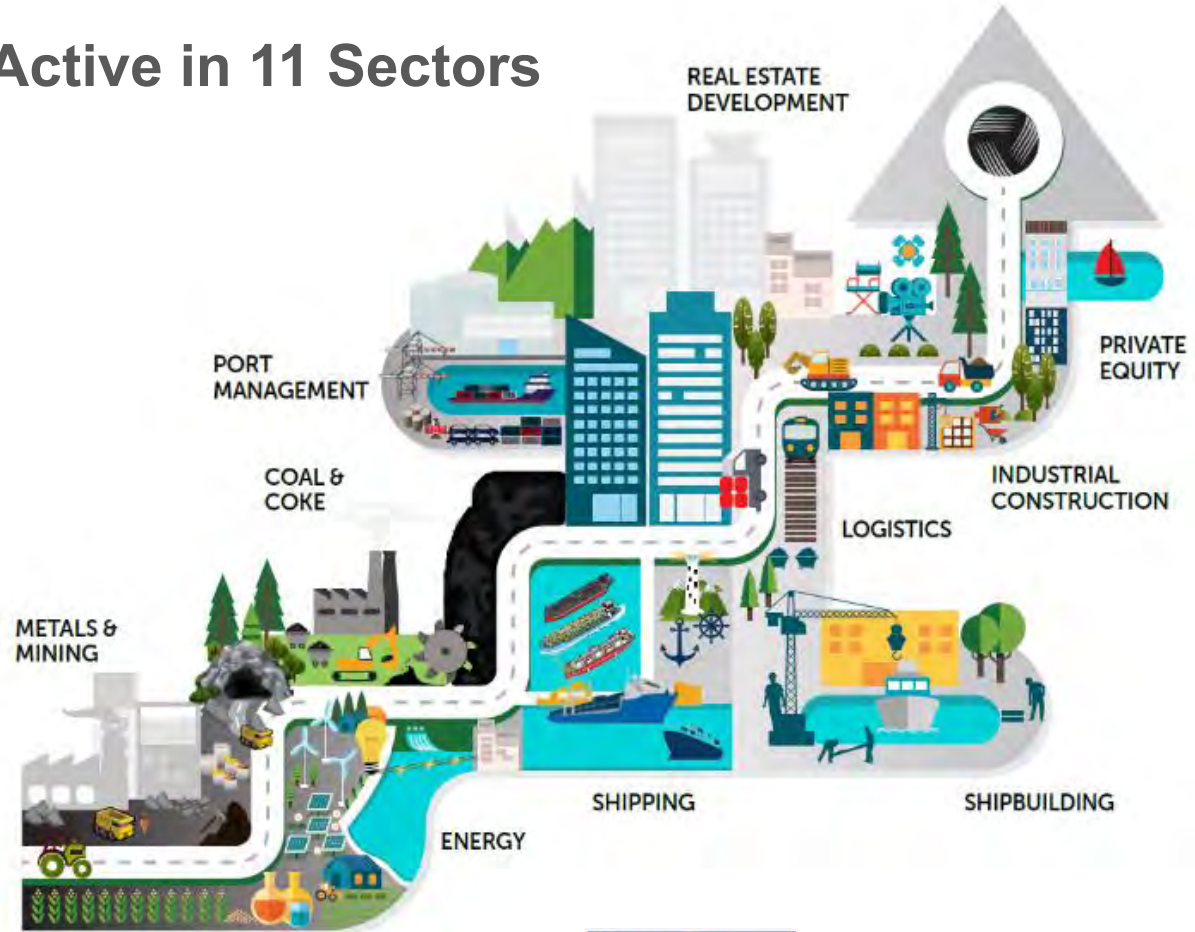 Active in 11 Sectors
REAL ESTATE
DEVELOPMENT
PORT
MANAGEMENT
PRIVATE
EQUITY
COAL &
COKE
INDUSTRIAL
CONSTRUCTION
LOGISTICS
METALS &
MINING
SHIPPING
SHIPBUILDING
ENERGY